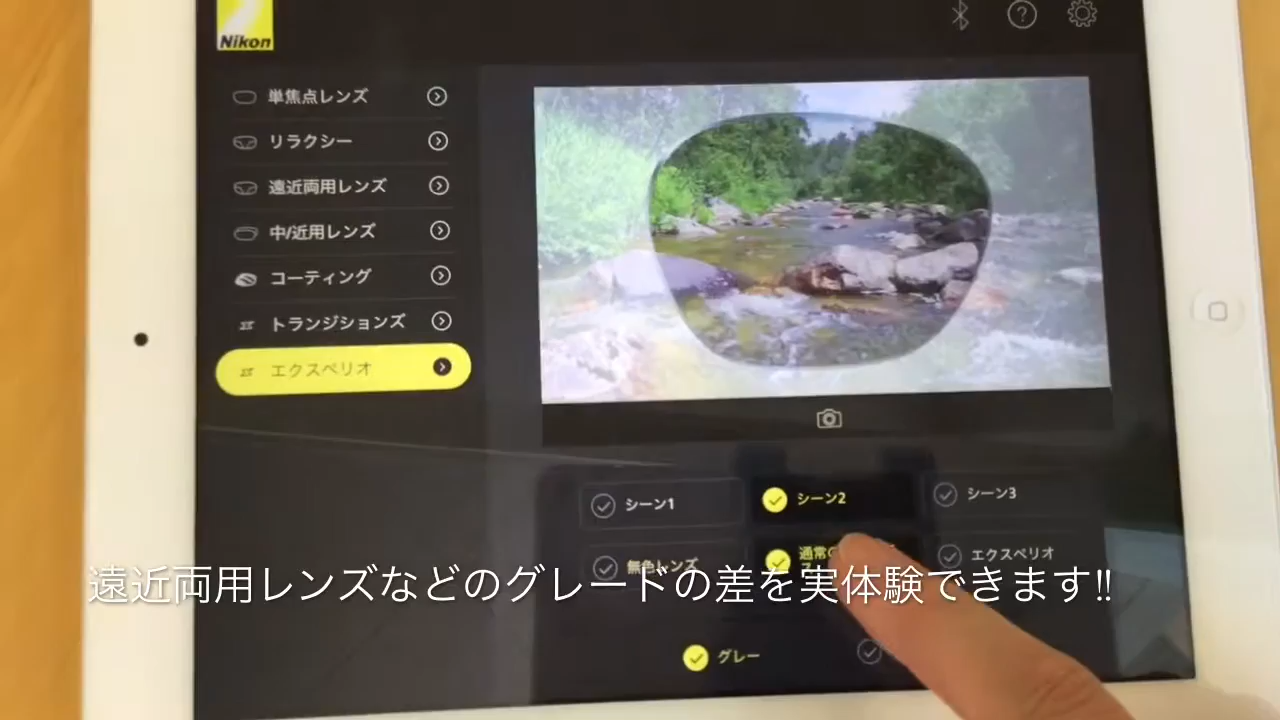 Nikon
単焦点レンズ
リラクシー
遠近両用レンズ
中/近用レンズ
コーティング
トランジションズ
エクスペリオ
シーン1
シーン2
シーン3
無色レンズ
通常の
エクスペリオ
遠近両用レンズなどのグレードの差を実体験できます!!
グレー